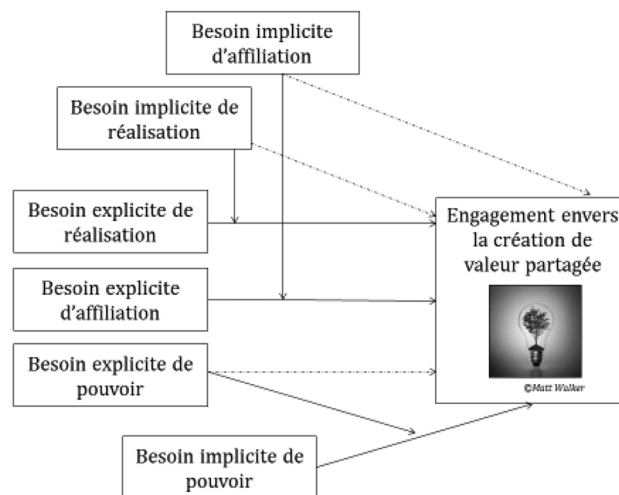 Besoin implicite
d'affiliation
Besoin implicite de
réalisation
Besoin explicite de
réalisation
Engagement envers
la création de
valeur partagée
Besoin explicite
d'affiliation
©Matt Walker
Besoin explicite de
pouvoir
Besoin implicite de
pouvoir